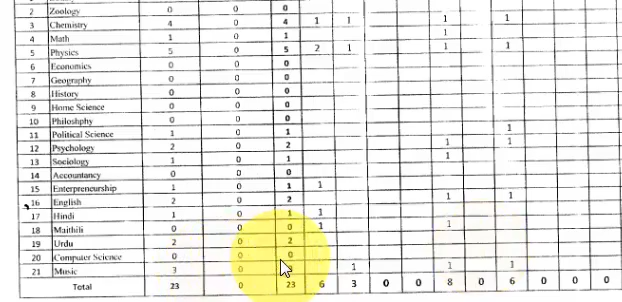 2 Zoology 0 0 0
3 Chemistry 4 0 4 1 1 1 1
4 Math 1 0 1 1
5 Physics 5 0 5 2 1 1 1
6 Economics 0 0 0
7 Geography 0 0 0
8 History 0 0 0
9 Home Science 0 0 0
10 Philoshphy 0 0 0
11 Political Science 1 0 1 1
12 Psychology 2 0 2 1 1
13 Sociology 1 0 1 1
14 Accountancy 0 0 0
15 Enterpreneurship 1 0 1 1
16 English 2 0 2 1 1
17 Hindi 1 0 1 1
18 Maithili 0 0 0 1 1
19 Urdu 2 0 2
20 Computer Science 0 0 0
21 Music 3 0 1 1 1
Total 23 0 23 6 3 0 0 8 0 6 0 0 0